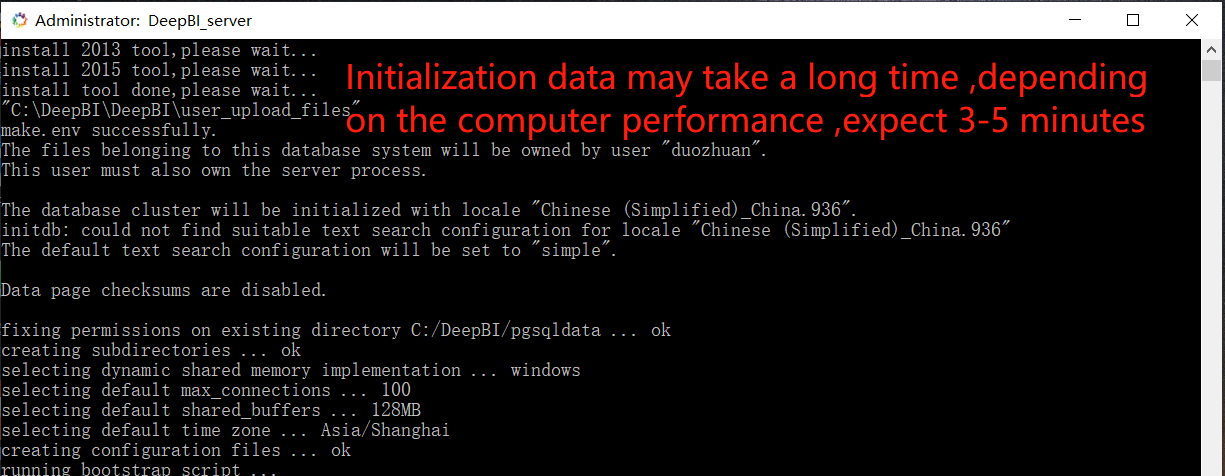 Administrator: DeepBI_server
install 2013 tool,please wait...
install 2015 tool,please wait...
install tool done,please wait...
Initialization data may take a long time ,depending
on the computer performance ,expect 3-5 minutes
"C:\DeepBI\DeepBI\user_upload_files"
make.env successfully.
The files belonging to this database system will be owned by user "duozhuan".
This user must also own the server process.
The database cluster will be initialized with locale "Chinese (Simplified)_China.936".
initdb: could not find suitable text search configuration for locale "Chinese (Simplified)_China.936"
The default text search configuration will be set to "simple".
Data page checksums are disabled.
fixing permissions on existing directory C:/DeepBI/pgsqldata ... ok
creating subdirectories ... ok
selecting dynamic shared memory implementation ... windows
selecting default max_connections ... 100
selecting default shared_buffers ... 128MB
selecting default time zone ... Asia/Shanghai
creating configuration files ... ok
running bootstrap script ...